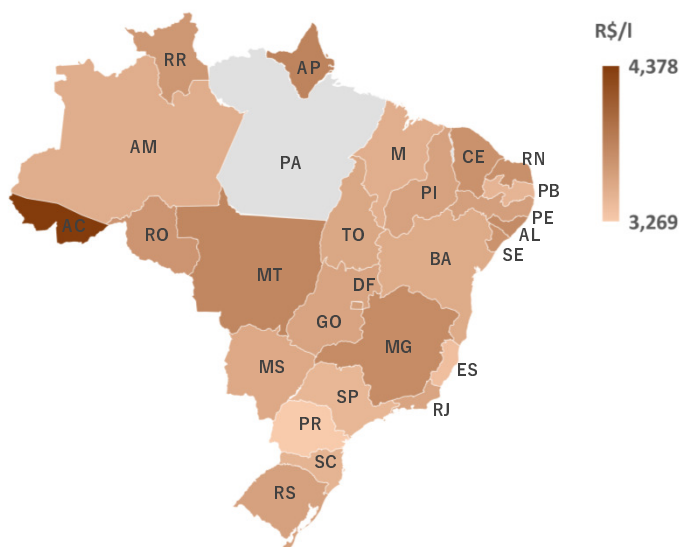 R$/l
4,378
3,269
RR
AP
AM
PA
M
CE
RN
PI
PB
PE
AL
SE
AC
RO
TO
BA
MT
DF
GO
MG
MS
ES
SP
RJ
PR
SC
RS